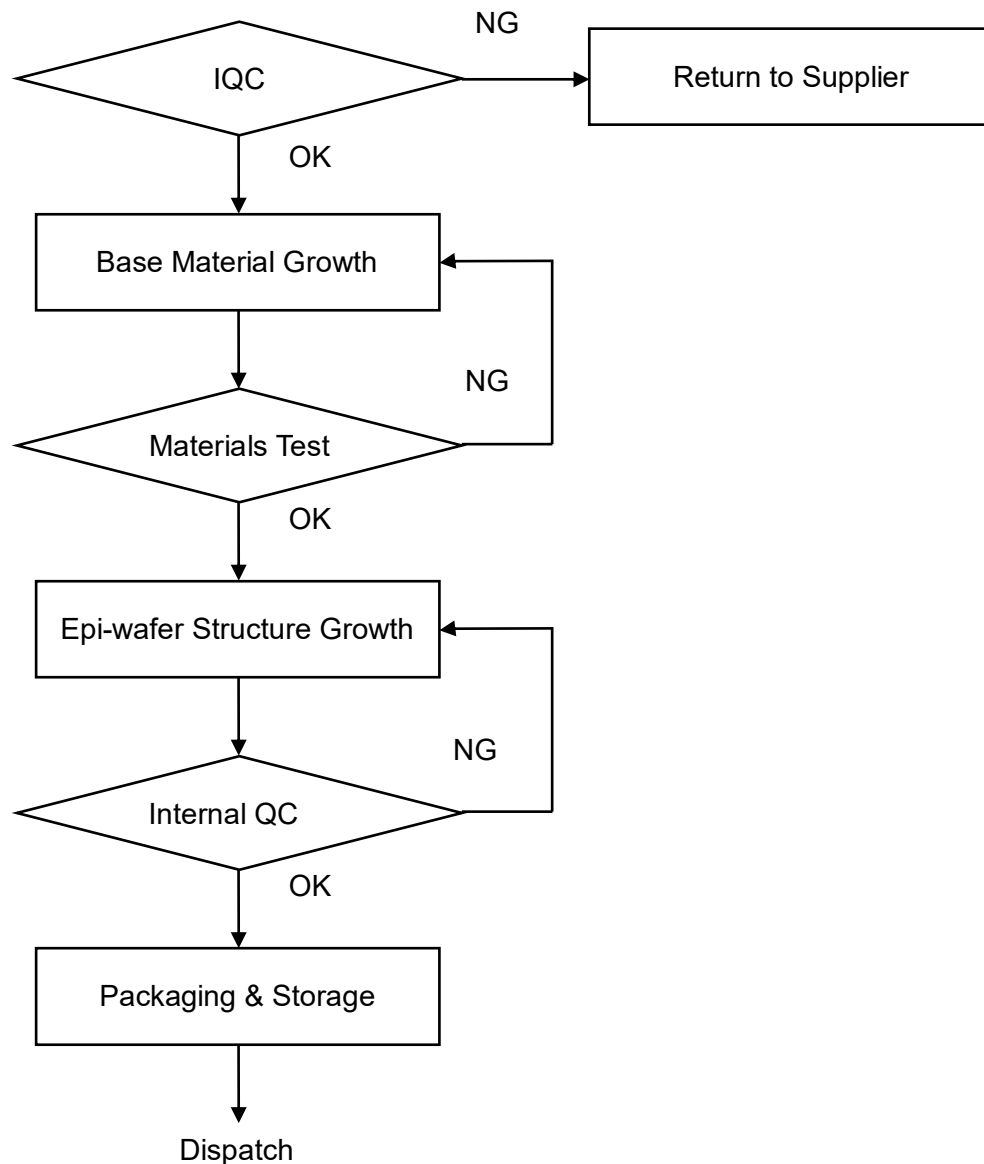 NG
IQC
Return to Supplier
OK
Base Material Growth
NG
Materials Test
OK
Epi-wafer Structure Growth
NG
Internal QC
OK
Packaging & Storage
Dispatch